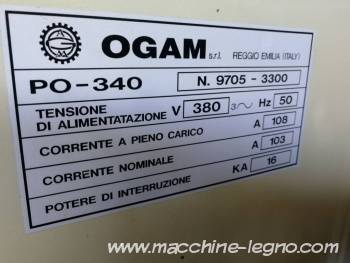 OGAM s.r.l. REGGIO EMILIA (ITALY)
PO-340 N. 9705-3300
TENSIONE
DI ALIMENTATAZIONE V 380 3~ Hz 50
CORRENTE A PIENO CARICO A 108
CORRENTE NOMINALE A 103
POTERE DI INTERRUZIONE KA 16
www.macchine-legno.com